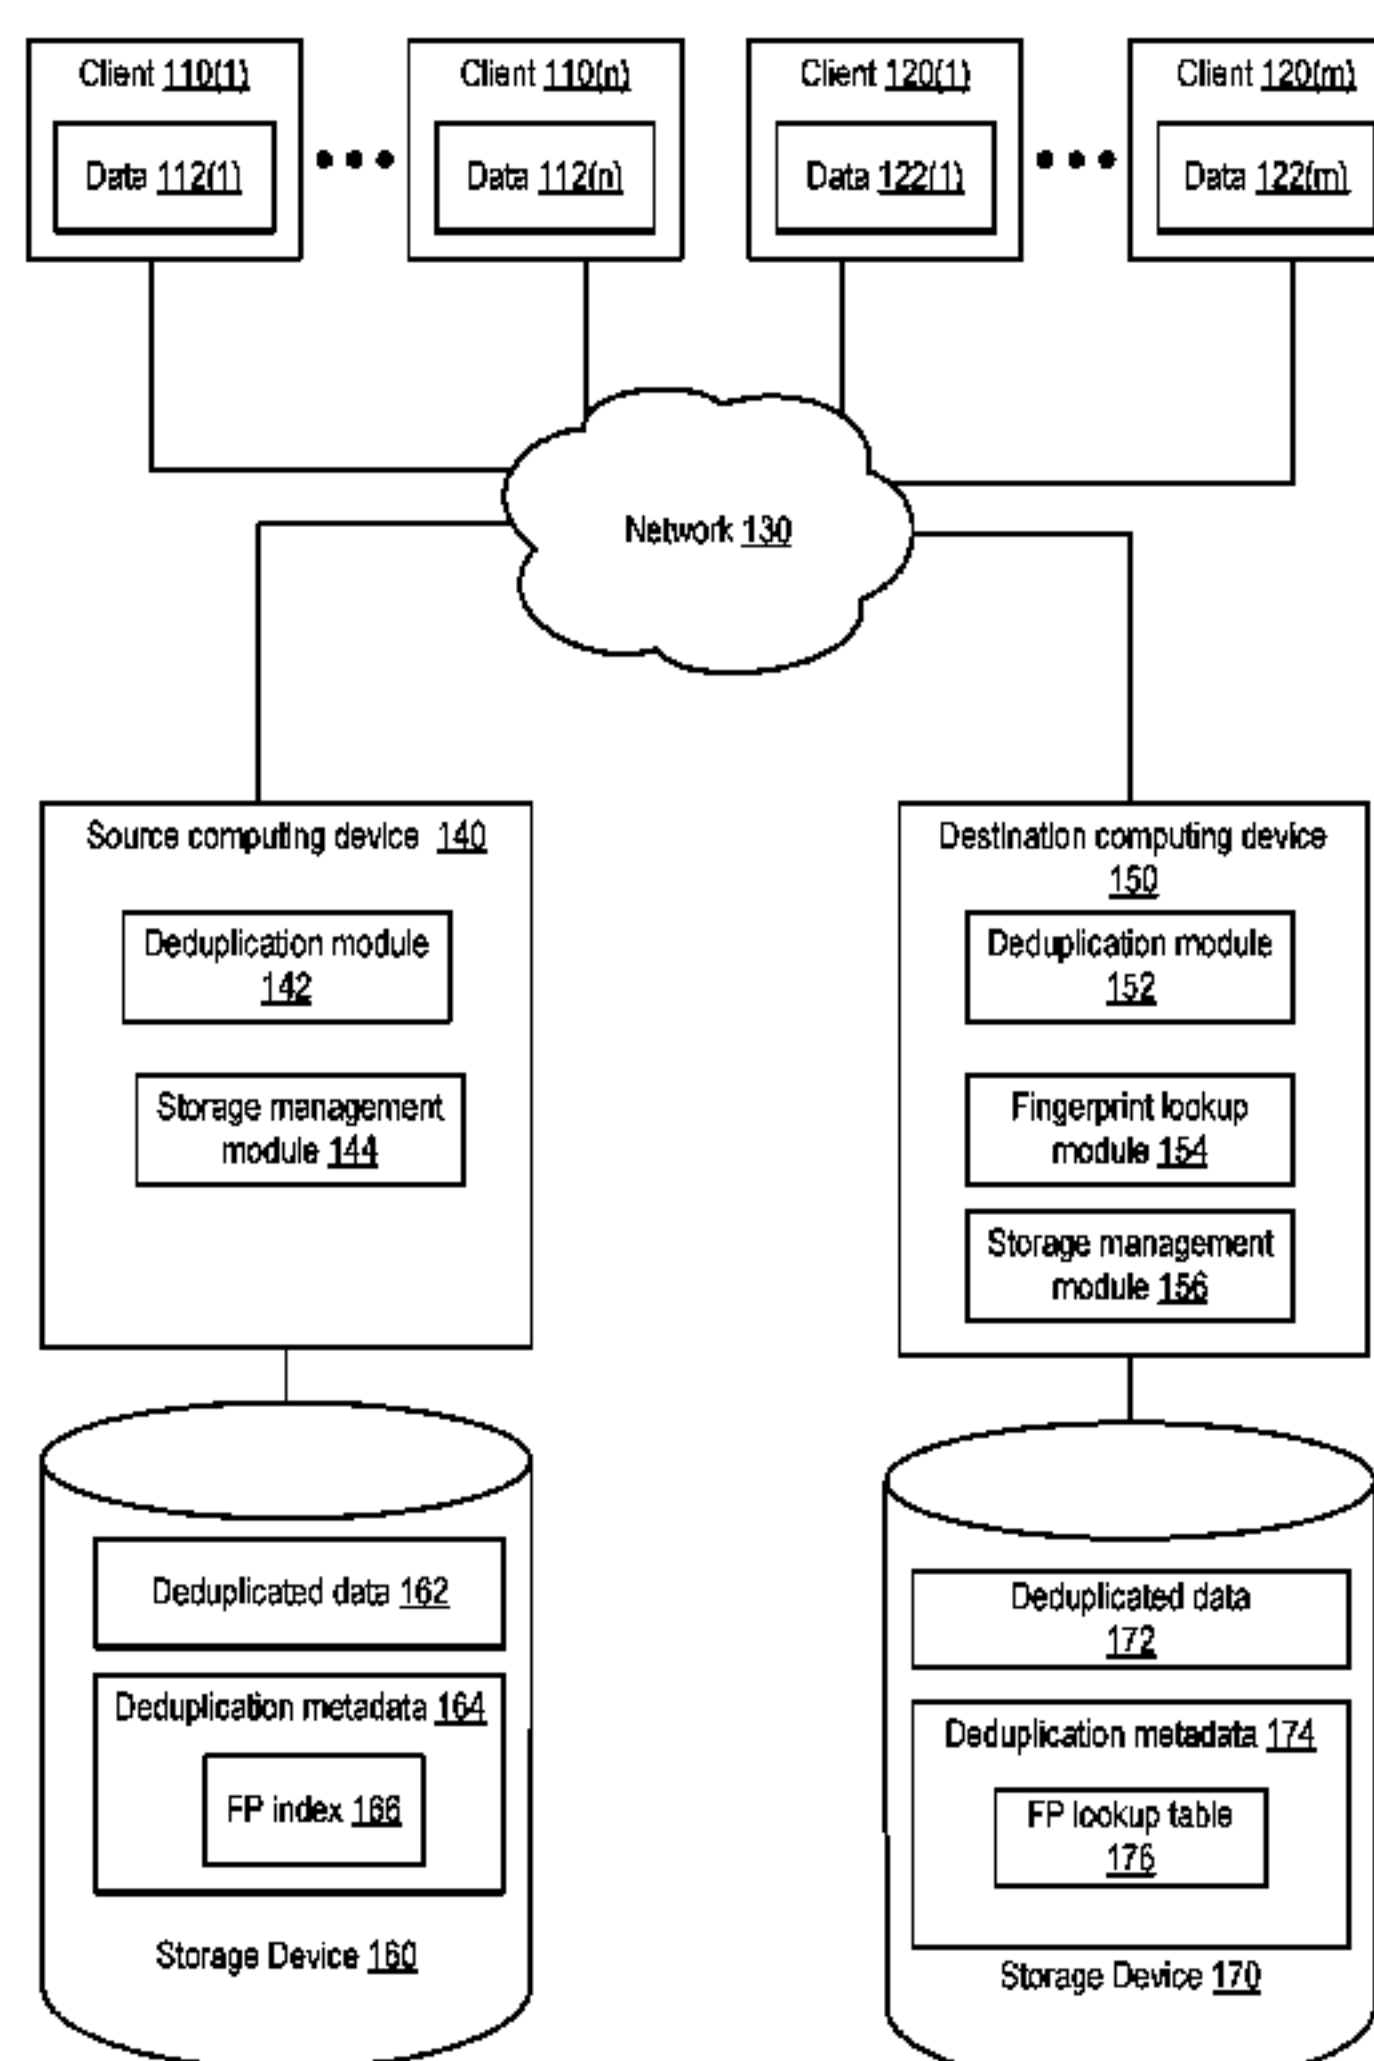 Client 110(1)
Data 112(1)
Client 110(n)
Data 112(n)
Client 120(1)
Data 122(1)
Client 120(m)
Data 122(m)
Network 130
Source computing device 140
Deduplication module
142
Storage management
module 144
Destination computing device
150
Deduplication module
152
Fingerprint lookup
module 154
Storage management
module 156
Deduplicated data 162
Deduplication metadata 164
FP index 166
Storage Device 160
Deduplicated data
172
Deduplication metadata 174
FP lookup table
176
Storage Device 170